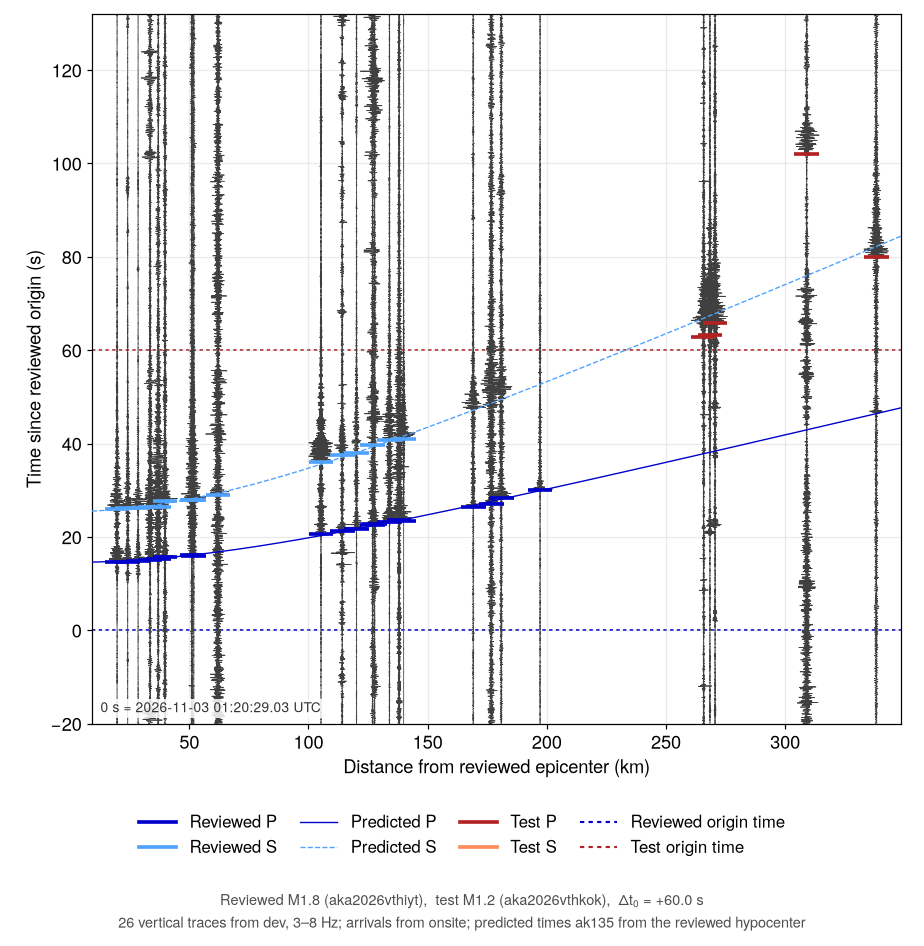 120
100
80
60
40
20
0
−20
Time since reviewed origin (s)
0 s = 2026-11-03 01:20:29.03 UTC
50 100 150 200 250 300
Distance from reviewed epicenter (km)
Reviewed P Predicted P Test P Reviewed origin time
Reviewed S Predicted S Test S Test origin time
Reviewed M1.8 (aka2026vthiyt), test M1.2 (aka2026vthkok), Δt₀ = +60.0 s
26 vertical traces from dev, 3–8 Hz; arrivals from onsite; predicted times ak135 from the reviewed hypocenter